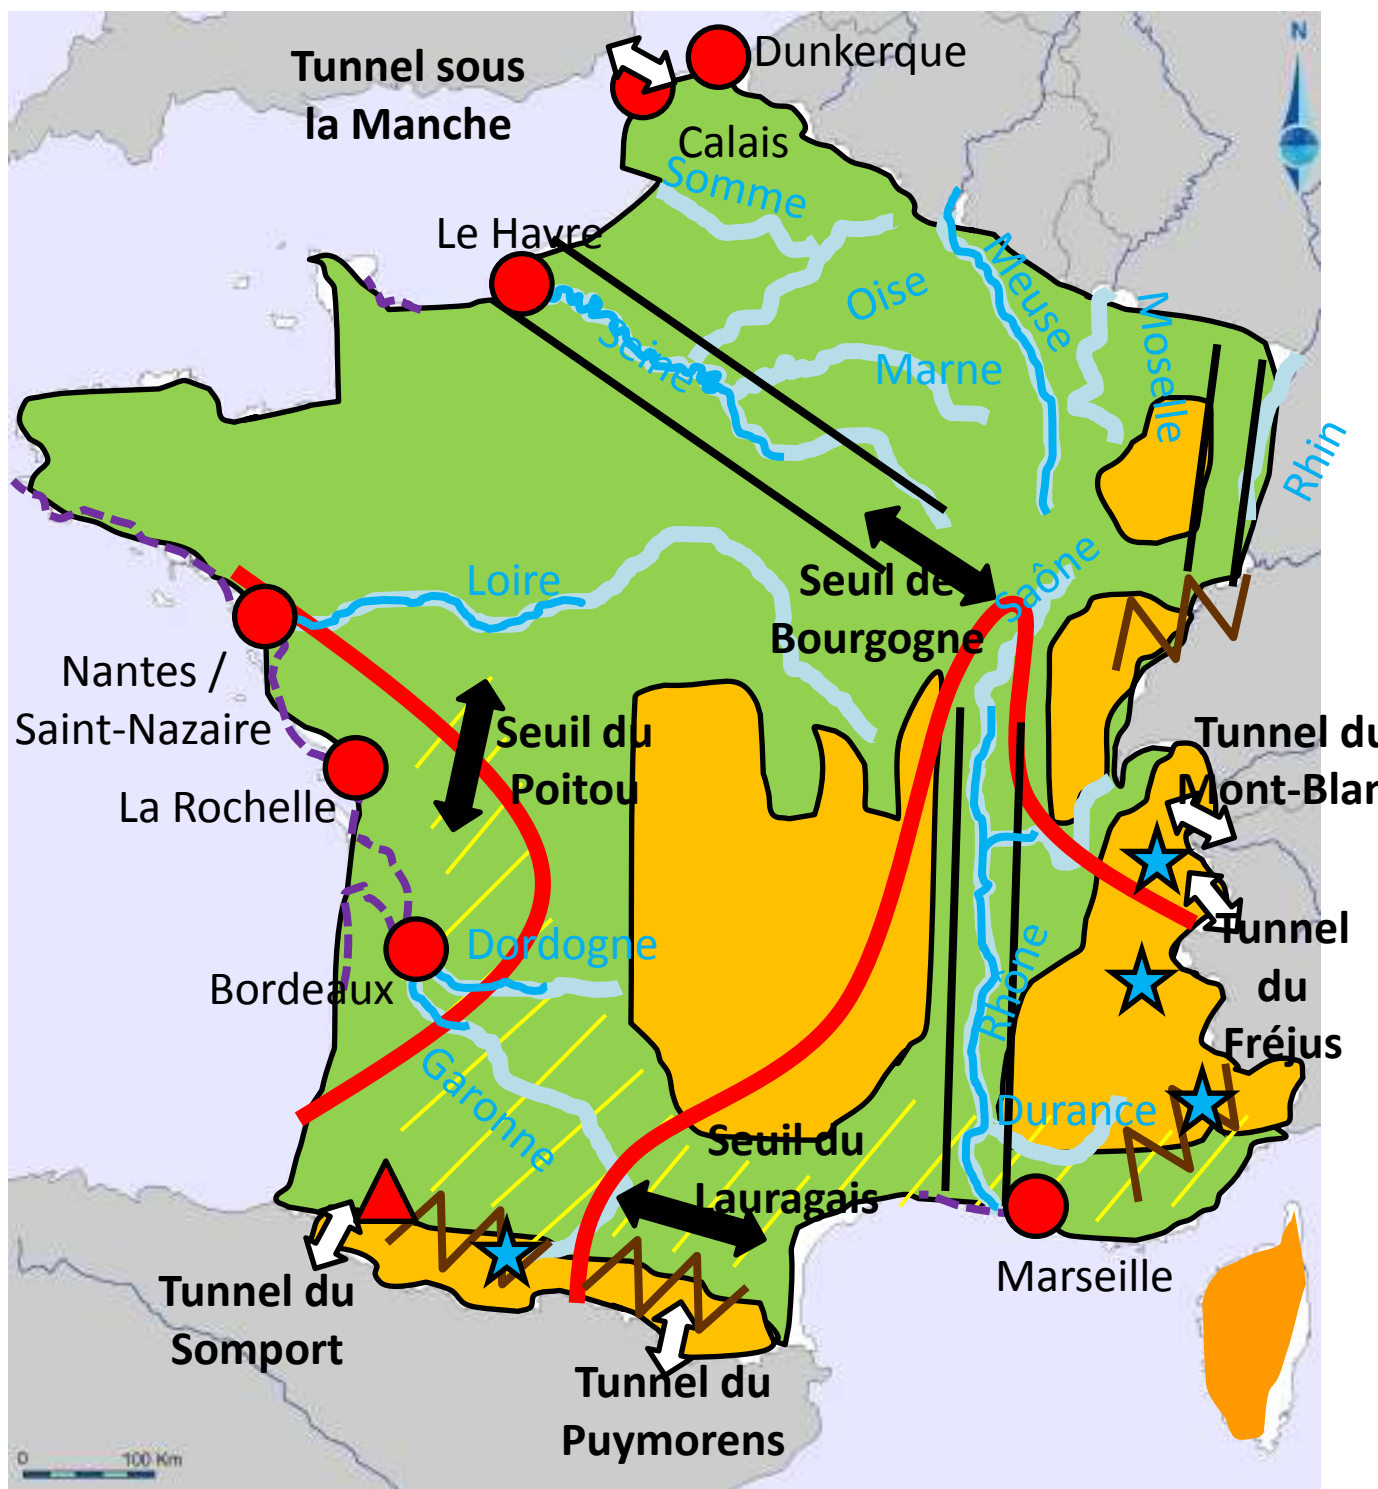 N
Dunkerque
Tunnel sous
la Manche
Calais
Somme
Le Havre
Oise
Meuse
Moselle
Seine
Marne
Rhin
Loire
Saône
Seuil de
Bourgogne
Nantes /
Saint-Nazaire
Seuil du
Poitou
Tunnel du
Mont-Blan
La Rochelle
Dordogne
Bordeaux
Rhône
Tunnel
du
Fréjus
Garonne
Durance
Seuil du
Lauragais
Marseille
Tunnel du
Somport
Tunnel du
Puymorens
0 100 Km